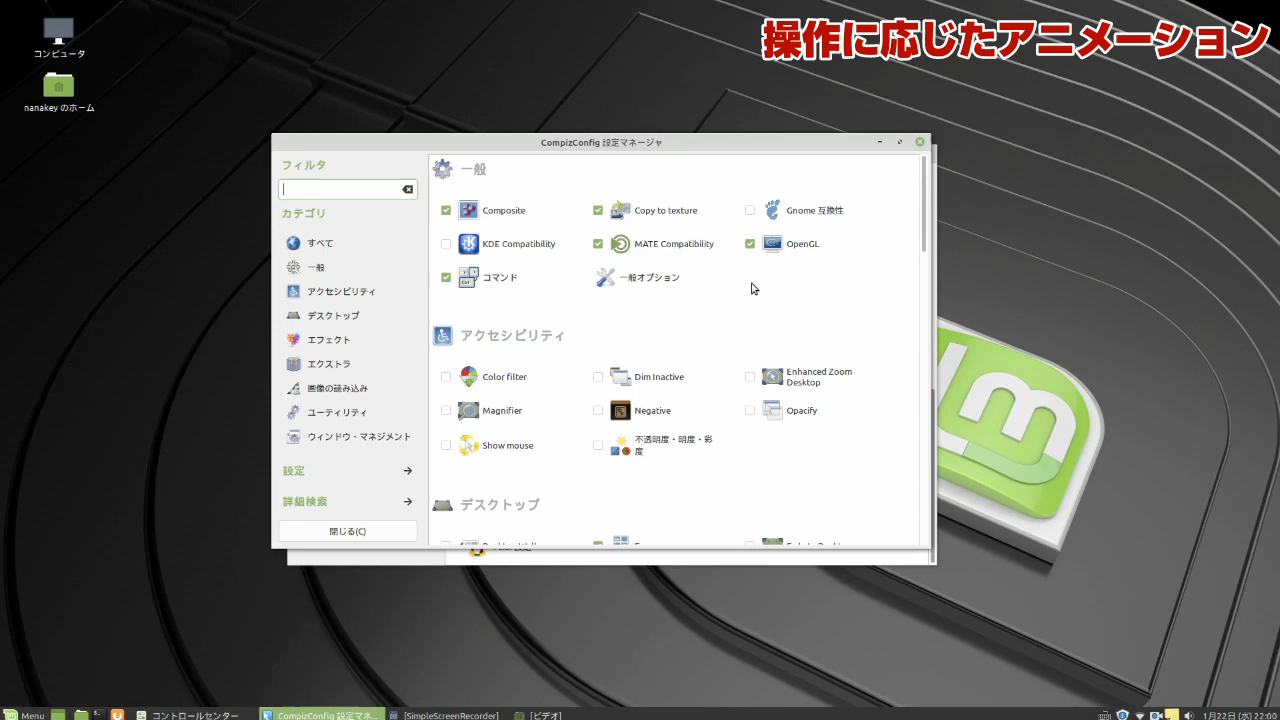 操作に応じたアニメーション
コンピュータ
nanakey のホーム
CompizConfig 設定マネージャ
フィルタ
カテゴリ
すべて
一般
アクセシビリティ
デスクトップ
エフェクト
エクストラ
画像の読み込み
ユーティリティ
ウィンドウ・マネジメント
設定
詳細検索
閉じる(C)
一般
Composite
Copy to texture
Gnome 互換性
KDE Compatibility
MATE Compatibility
OpenGL
コマンド
一般オプション
アクセシビリティ
Color filter
Dim Inactive
Enhanced Zoom
Desktop
Magnifier
Negative
Opacify
Show mouse
不透明度・明度・彩
度
デスクトップ
Menu
コントロールセンター
CompizConfig 設定マネ...
[SimpleScreenRecorder]
[ビデオ]
1月22日 (水) 22:00